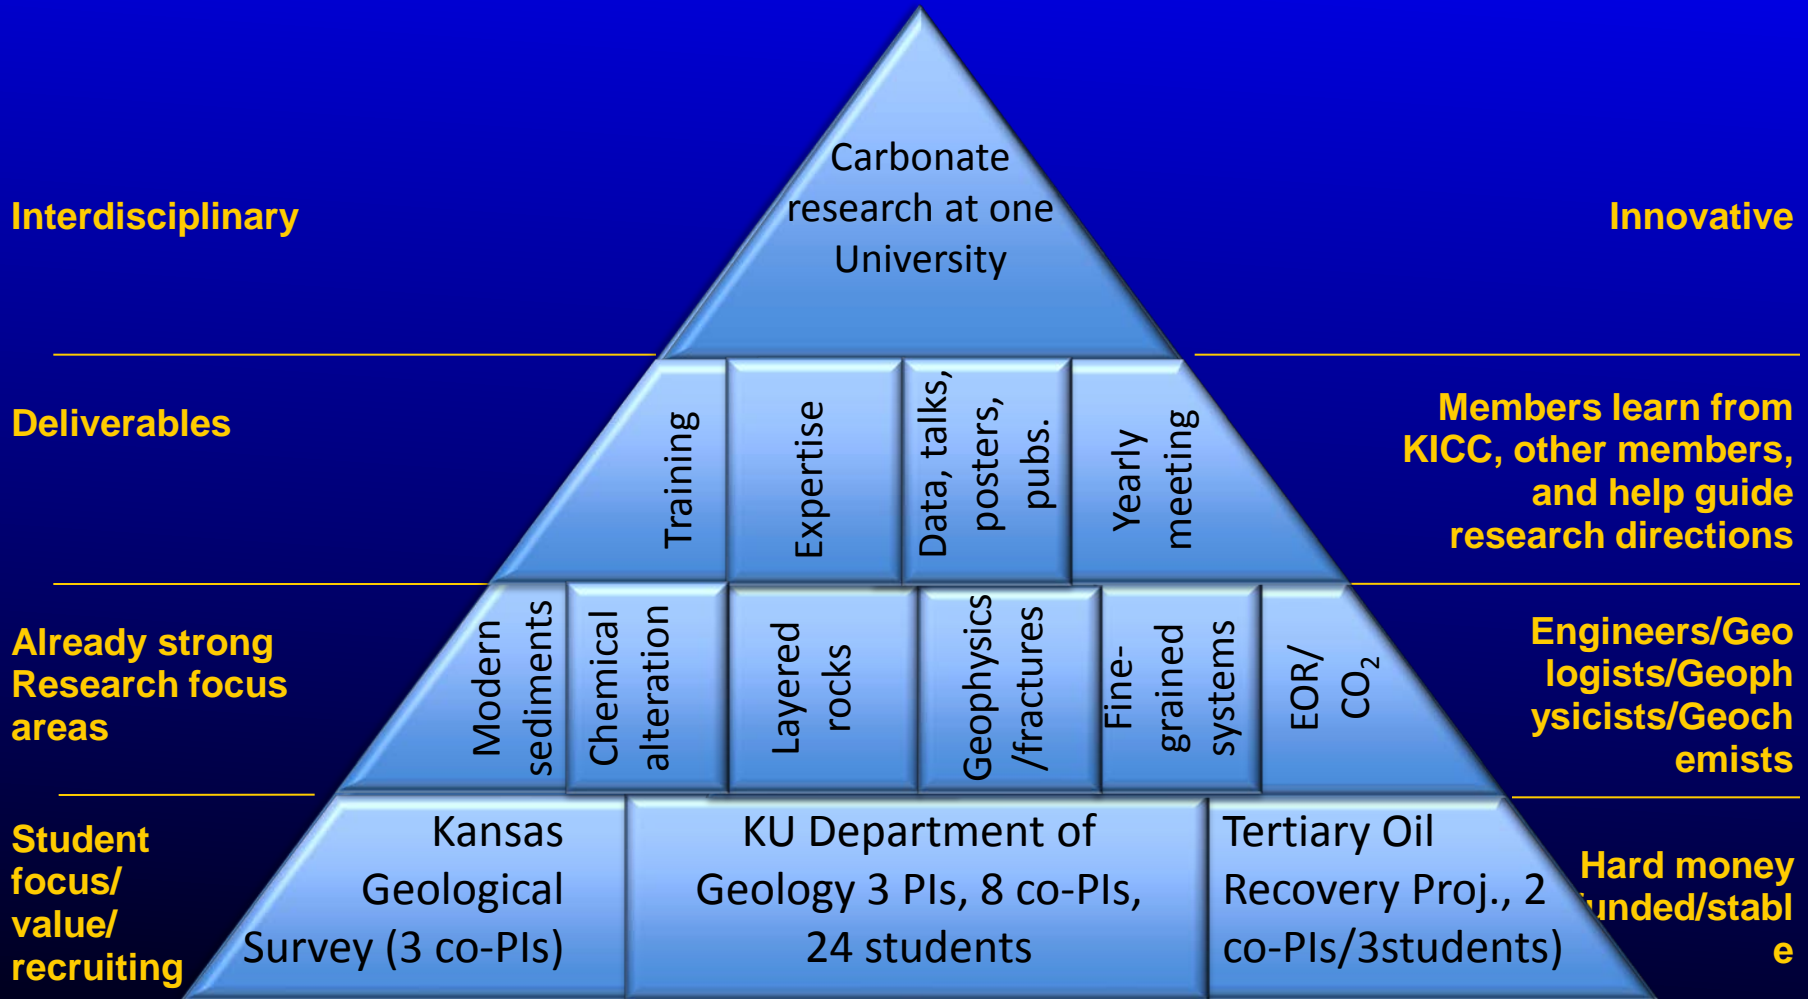 Carbonate
research at one
University
Interdisciplinary
Innovative
Deliverables
Training
Expertise
Data, talks,
posters,
pubs.
Yearly
meeting
Members learn from
KICC, other members,
and help guide
research directions
Already strong
Research focus
areas
Modern
sediments
Chemical
alteration
Layered
rocks
Geophysics
/fractures
Fine-
grained
systems
EOR/
CO₂
Engineers/Geo
logists/Geoph
ysicists/Geoch
emists
Student
focus/
value/
recruiting
Kansas
Geological
Survey (3 co-PIs)
KU Department of
Geology 3 PIs, 8 co-PIs,
24 students
Tertiary Oil
Recovery Proj., 2
co-PIs/3students)
Hard money
funded/stabl
e